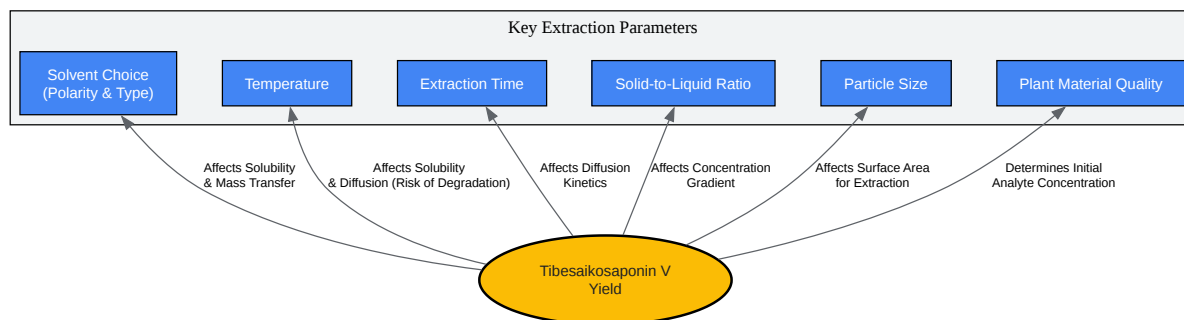 Key Extraction Parameters
Solvent Choice
(Polarity & Type)
Temperature
Extraction Time
Solid-to-Liquid Ratio
Particle Size
Plant Material Quality
Affects Solubility
& Mass Transfer
Affects Solubility
& Diffusion (Risk of Degradation)
Affects Diffusion
Kinetics
Affects Concentration
Gradient
Affects Surface Area
for Extraction
Determines Initial
Analyte Concentration
Tibesaikosaponin V
Yield